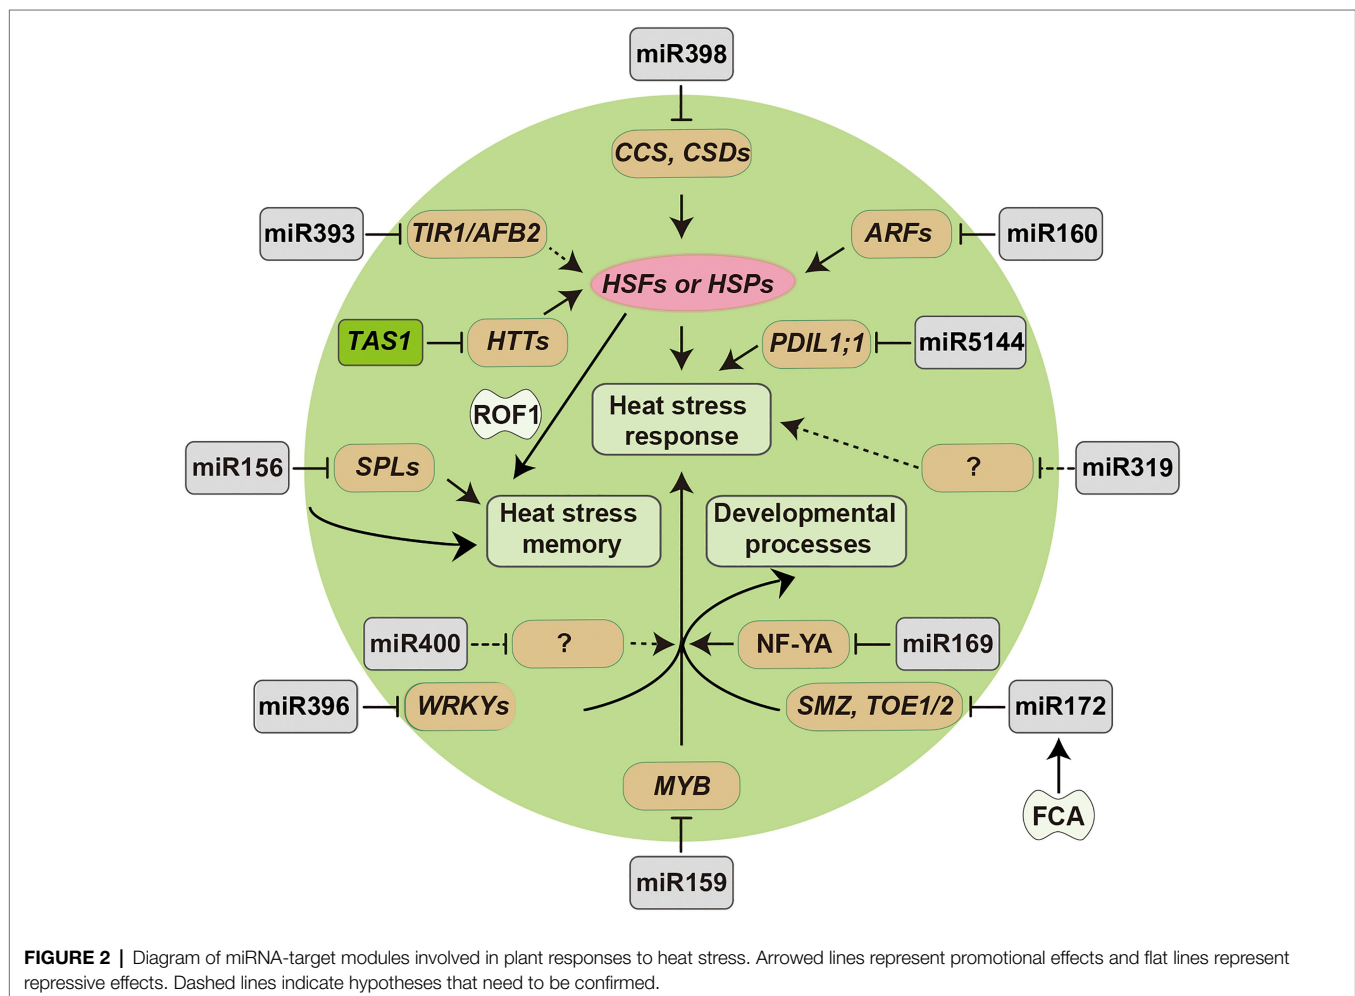 miR398
CCS, CSDs
miR393
TIR1/AFB2
ARFs
miR160
HSFs or HSPs
TAS1
HTTs
PDIL1;1
miR5144
ROF1
Heat stress
response
miR156
SPLs
?
miR319
Heat stress
memory
Developmental
processes
miR400
?
NF-YA
miR169
miR396
WRKYs
SMZ, TOE1/2
miR172
MYB
FCA
miR159
FIGURE 2 | Diagram of miRNA-target modules involved in plant responses to heat stress. Arrowed lines represent promotional effects and flat lines represent
repressive effects. Dashed lines indicate hypotheses that need to be confirmed.